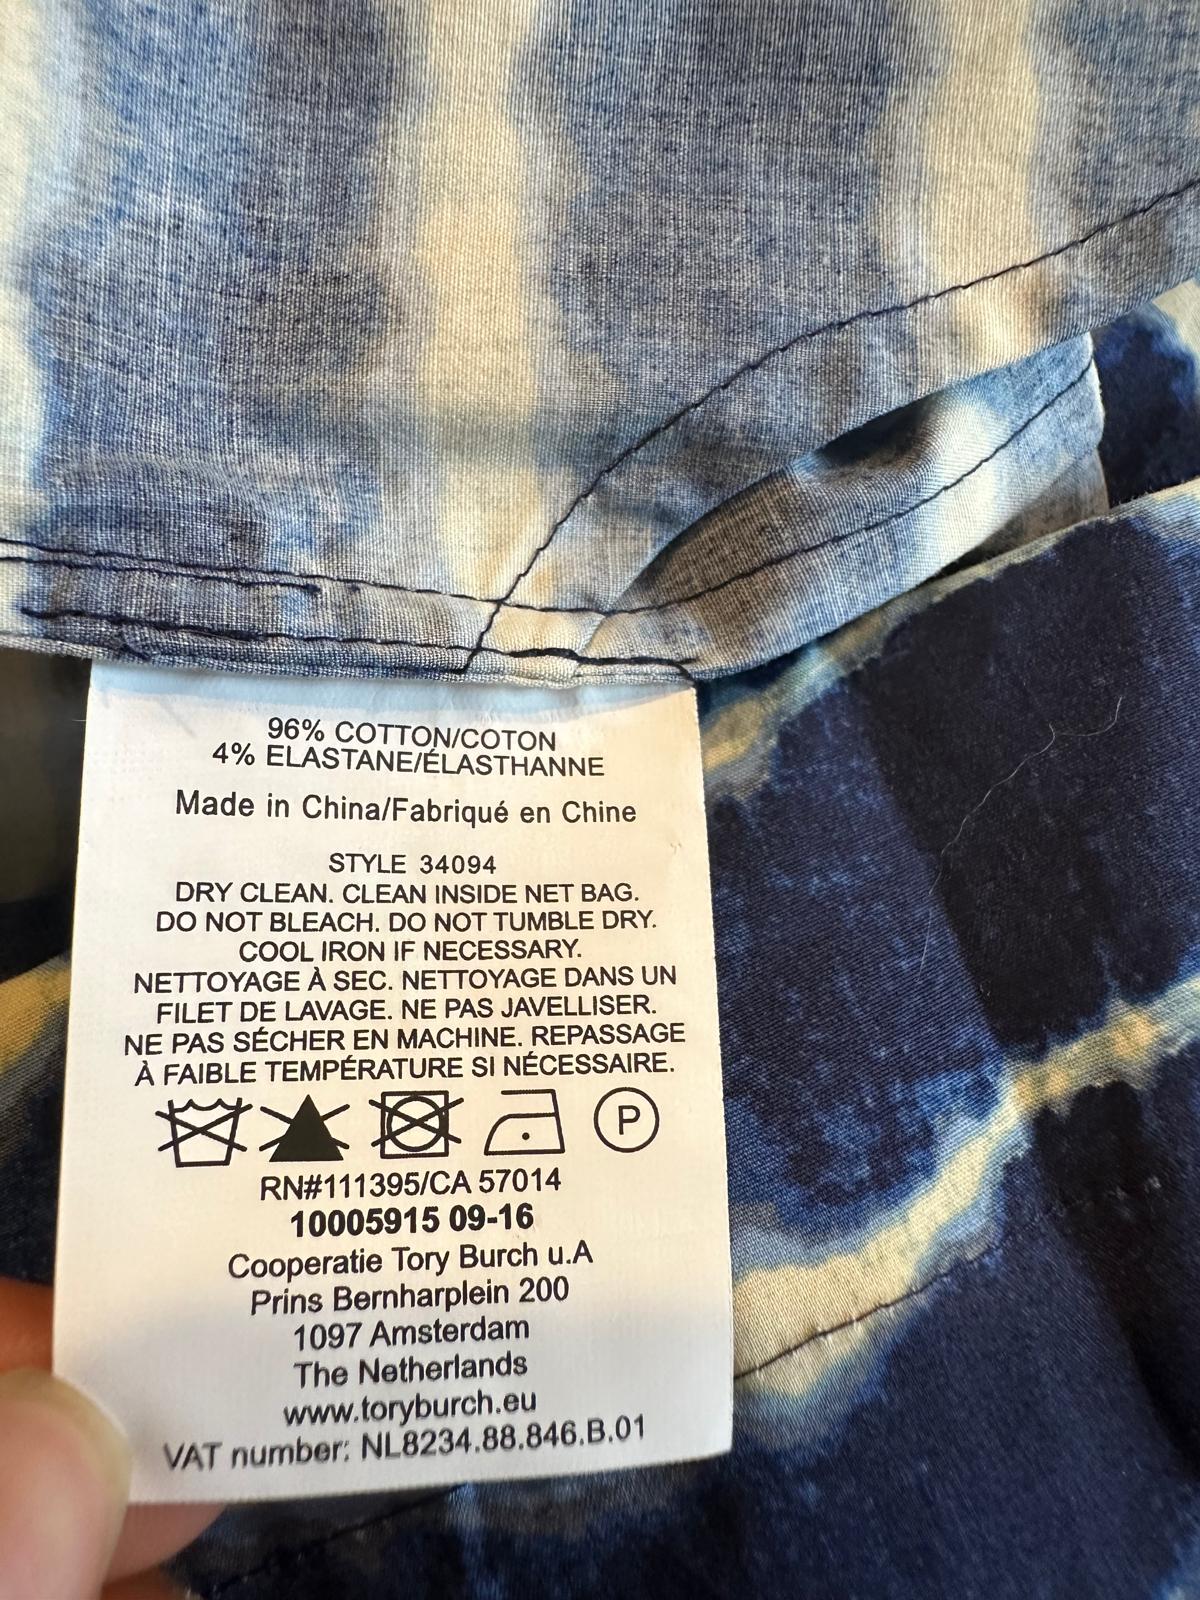 96% COTTON/COTON
4% ELASTANE/ÉLASTHANNE
Made in China/Fabriqué en Chine
STYLE 34094
DRY CLEAN. CLEAN INSIDE NET BAG.
DO NOT BLEACH. DO NOT TUMBLE DRY.
COOL IRON IF NECESSARY.
NETTOYAGE À SEC. NETTOYAGE DANS UN
FILET DE LAVAGE. NE PAS JAVELLISER.
NE PAS SÉCHER EN MACHINE. REPASSAGE
À FAIBLE TEMPÉRATURE SI NÉCESSAIRE.
P
RN#111395/CA 57014
10005915 09-16
Cooperatie Tory Burch u.A
Prins Bernharplein 200
1097 Amsterdam
The Netherlands
www.toryburch.eu
VAT number: NL8234.88.846.B.01